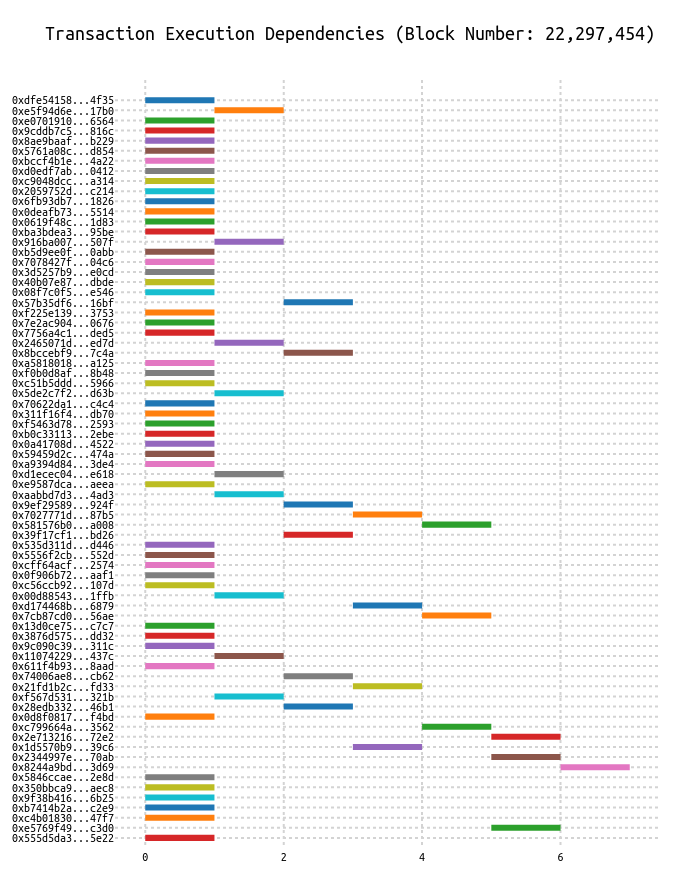 Transaction Execution Dependencies (Block Number: 22,297,454)
0xdfe54158...4f35
0xe5f94d6e...17b0
0xe0701910...6564
0x9cddb7c5...816c
0x8ae9baaf...b229
0x5761a08c...d854
0xbccf4b1e...4a22
0xd0edf7ab...0412
0xc9048dcc...a314
0x2059752d...c214
0x6fb93db7...1826
0x0deafb73...5514
0x0619f48c...1d83
0xba3bdea3...95be
0x916ba007...507f
0xb5d9ee0f...0abb
0x7078427f...04c6
0x3d5257b9...e0cd
0x40b07e87...dbde
0x08f7c0f5...e546
0x57b35df6...16bf
0xf225e139...3753
0x7e2ac904...0676
0x7756a4c1...ded5
0x2465071d...ed7d
0x8bccebf9...7c4a
0xa5818018...a125
0xf0b0d8af...8b48
0xc51b5ddd...5966
0x5de2c7f2...d63b
0x70622da1...c4c4
0x311f16f4...db70
0xf5463d78...2593
0xb0c33113...2ebe
0x0a41708d...4522
0x59459d2c...474a
0xa9394d84...3de4
0xd1ecec04...e618
0xe9587dca...aeea
0xaabbd7d3...4ad3
0x9ef29589...924f
0x7027771d...87b5
0x581576b0...a008
0x39f17cf1...bd26
0x535d311d...d446
0x5556f2cb...552d
0xcff64acf...2574
0x0f906b72...aaf1
0xc56ccb92...107d
0x00d88543...1ffb
0xd174468b...6879
0x7cb87cd0...56ae
0x13d0ce75...c7c7
0x3876d575...dd32
0x9c090c39...311c
0x11074229...437c
0x611f4b93...8aad
0x74006ae8...cb62
0x21fd1b2c...fd33
0xf567d531...321b
0x28edb332...46b1
0x0d8f0817...f4bd
0xc799664a...3562
0x2e713216...72e2
0x1d5570b9...39c6
0x2344997e...70ab
0x8244a9bd...3d69
0x5846ccae...2e8d
0x350bbca9...aec8
0x9f38b416...6b25
0xb7414b2a...c2e9
0xc4b01830...47f7
0xe5769f49...c3d0
0x555d5da3...5e22
0 2 4 6